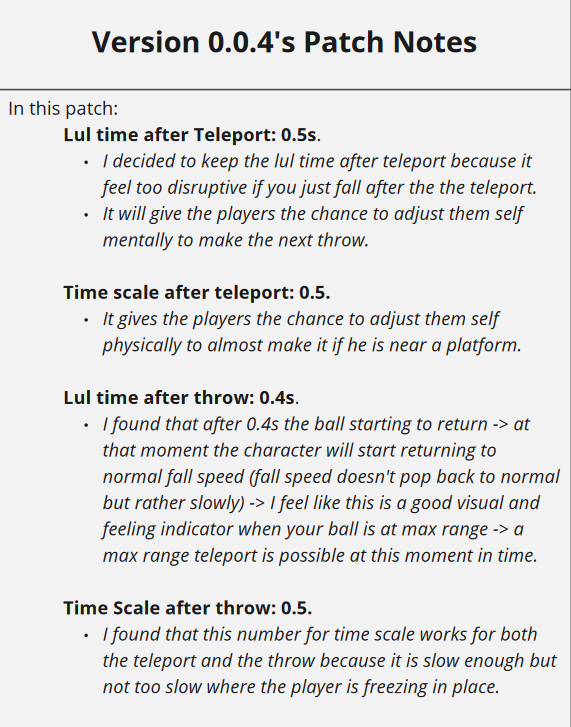 Version 0.0.4's Patch Notes
In this patch:
Lul time after Teleport: 0.5s.
• I decided to keep the lul time after teleport because it
feel too disruptive if you just fall after the the teleport.
• It will give the players the chance to adjust them self
mentally to make the next throw.
Time scale after teleport: 0.5.
• It gives the players the chance to adjust them self
physically to almost make it if he is near a platform.
Lul time after throw: 0.4s.
• I found that after 0.4s the ball starting to return -> at
that moment the character will start returning to
normal fall speed (fall speed doesn't pop back to normal
but rather slowly) -> I feel like this is a good visual and
feeling indicator when your ball is at max range -> a
max range teleport is possible at this moment in time.
Time Scale after throw: 0.5.
• I found that this number for time scale works for both
the teleport and the throw because it is slow enough but
not too slow where the player is freezing in place.